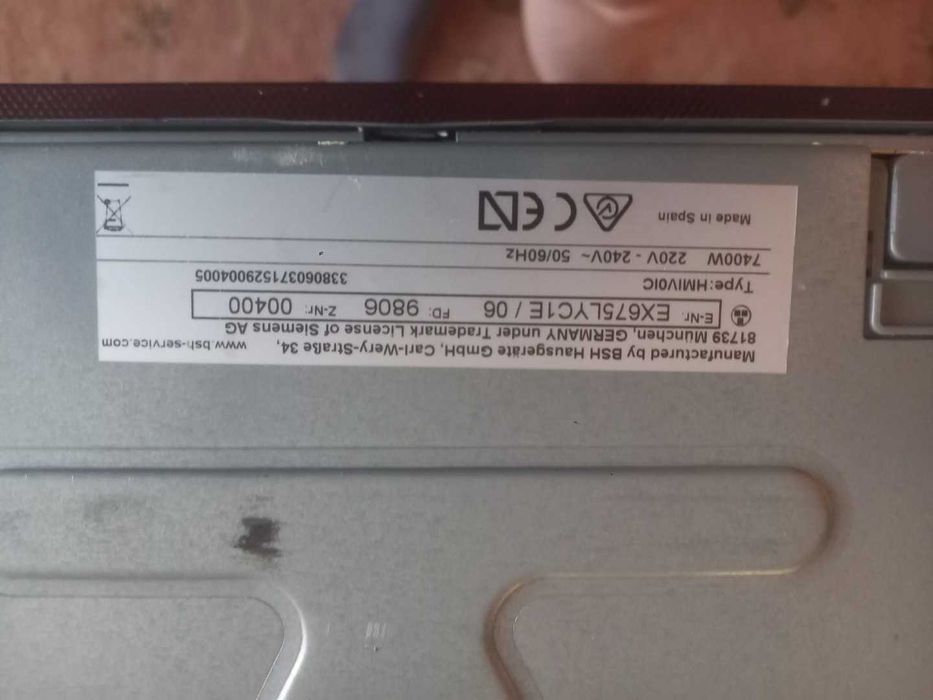 Manufactured by BSH Hausgeräte GmbH, Carl-Wery-Straße 34,
81739 München, GERMANY under Trademark License of Siemens AG www.bsh-service.com
E-Nr: EX675LYC1E / 06 FD: 9806 Z-Nr: 00400
Type:HMIV0IC 338060371529004005
7400W 220V - 240V~ 50/60Hz
Made in Spain CE